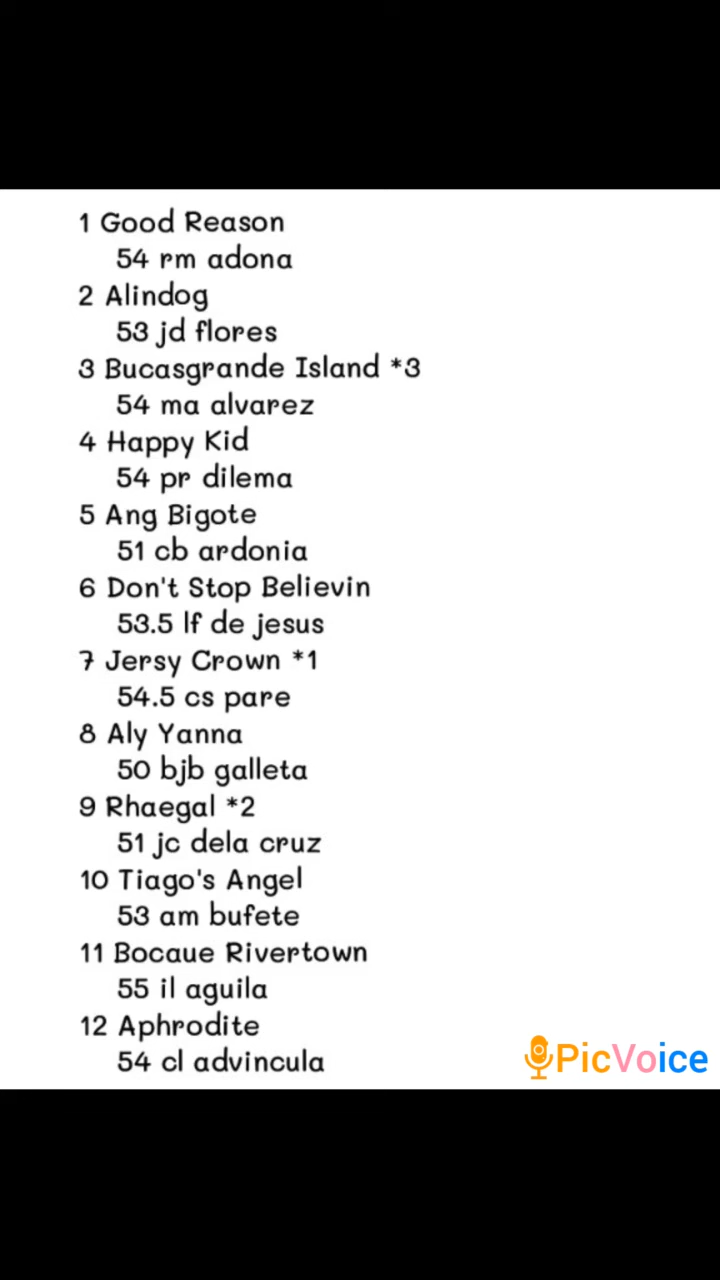 1 Good Reason
54 rm adona
2 Alindog
53 jd flores
3 Bucasgrande Island *3
54 ma alvarez
4 Happy Kid
54 pr dilema
5 Ang Bigote
51 cb ardonia
6 Don't Stop Believin
53.5 lf de jesus
7 Jersy Crown *1
54.5 cs pare
8 Aly Yanna
50 bjb galleta
9 Rhaegal *2
51 jc dela cruz
10 Tiago's Angel
53 am bufete
11 Bocaue Rivertown
55 il aguila
12 Aphrodite
54 cl advincula
PicVoice